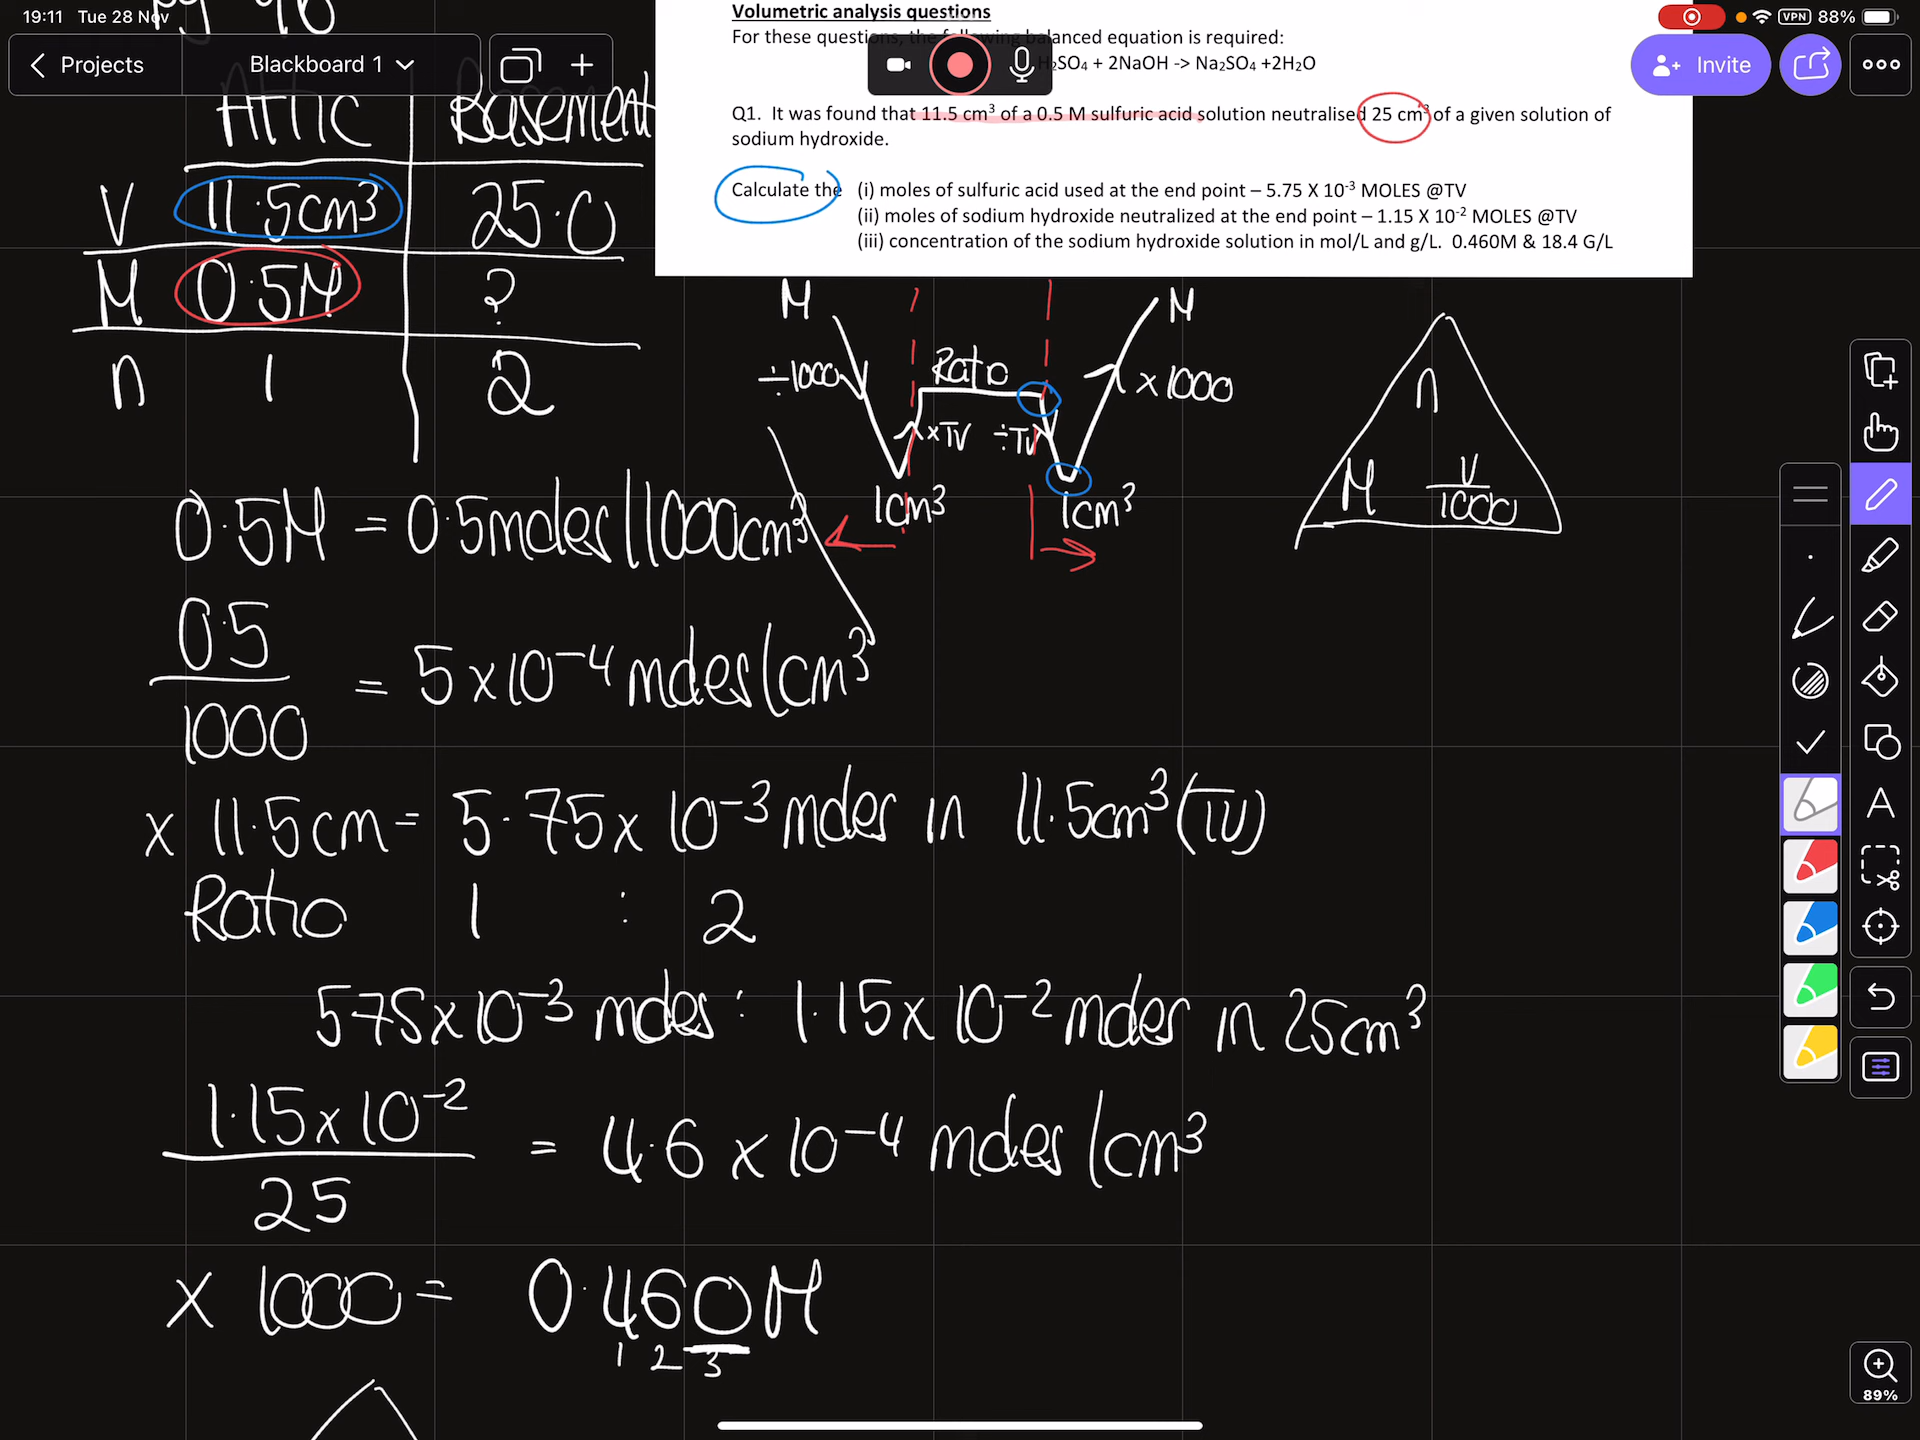 19:11 Tue 28 Nov
88%
VPN
Projects
Blackboard 1
Invite
Volumetric analysis questions
For these questions, the following balanced equation is required:
H₂SO₄ + 2NaOH -> Na₂SO₄ +2H₂O
Q1. It was found that 11.5 cm³ of a 0.5 M sulfuric acid solution neutralised 25 cm³ of a given solution of
sodium hydroxide.
Calculate the (i) moles of sulfuric acid used at the end point – 5.75 X 10⁻³ MOLES @TV
(ii) moles of sodium hydroxide neutralized at the end point – 1.15 X 10⁻² MOLES @TV
(iii) concentration of the sodium hydroxide solution in mol/L and g/L. 0.460M & 18.4 G/L
Attic Basement
V 11.5cm³ 25.0
M 0.5M ?
n 1 2
M M
÷1000 Ratio x 1000
xTV ÷TV
1cm³ 1cm³
n
M V/1000
0.5M = 0.5moles/1000cm³
0.5/1000 = 5x10⁻⁴ moles/cm³
x 11.5cm = 5.75x 10⁻³ moles in 11.5cm³ (TV)
Ratio 1 : 2
575x10⁻³ moles : 1.15x 10⁻² moles in 25cm³
1.15x10⁻²/25 = 4.6 x 10⁻⁴ moles/cm³
x 1000 = 0.460M
1 2 3
A
89%